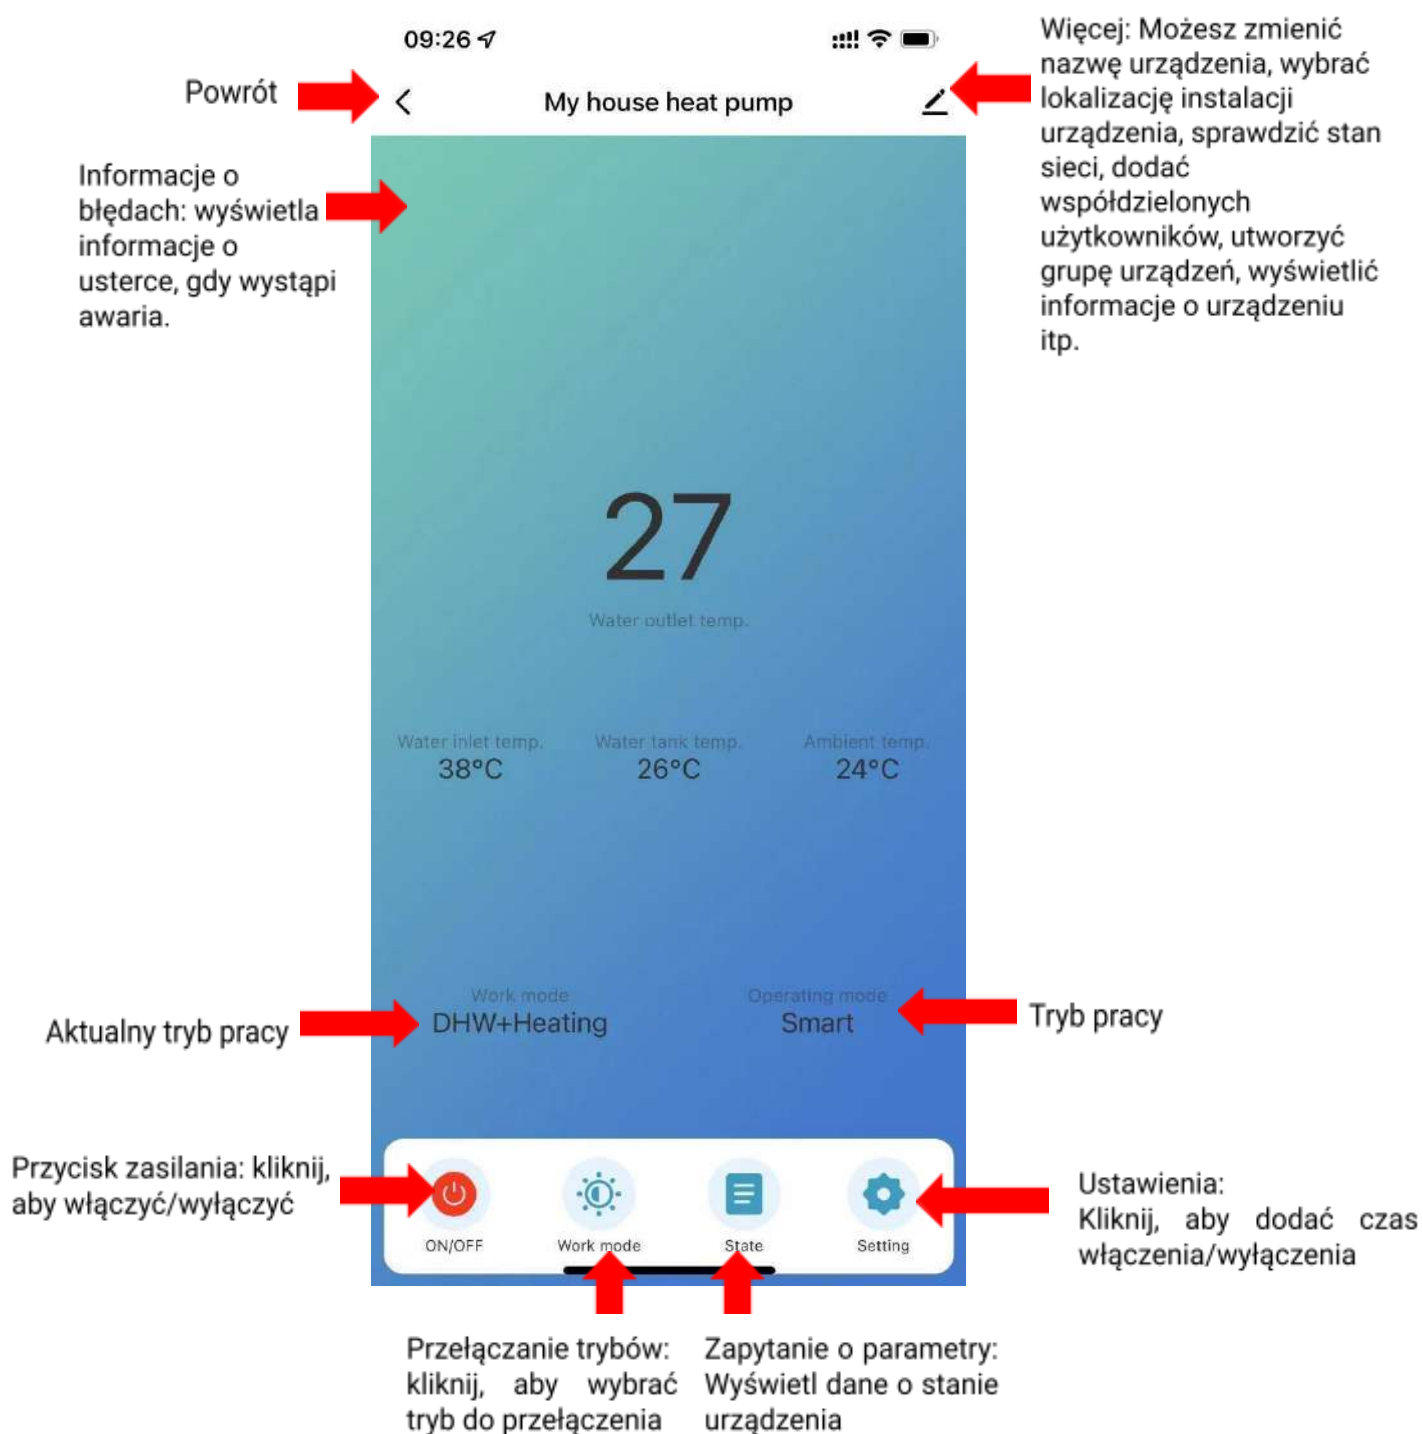 09:26
Więcej: Możesz zmienić
nazwę urządzenia, wybrać
lokalizację instalacji
urządzenia, sprawdzić stan
sieci, dodać
współdzielonych
użytkowników, utworzyć
grupę urządzeń, wyświetlić
informacje o urządzeniu
itp.
Powrót
My house heat pump
Informacje o
błędach: wyświetla
informacje o
usterce, gdy wystąpi
awaria.
27
Water outlet temp.
Water inlet temp.
38°C
Water tank temp.
26°C
Ambient temp.
24°C
Aktualny tryb pracy
Work mode
DHW+Heating
Operating mode
Smart
Tryb pracy
Przycisk zasilania: kliknij,
aby włączyć/wyłączyć
ON/OFF
Work mode
State
Setting
Ustawienia:
Kliknij, aby dodać czas
włączenia/wyłączenia
Przełączanie trybów:
kliknij, aby wybrać
tryb do przełączenia
Zapytanie o parametry:
Wyświetl dane o stanie
urządzenia